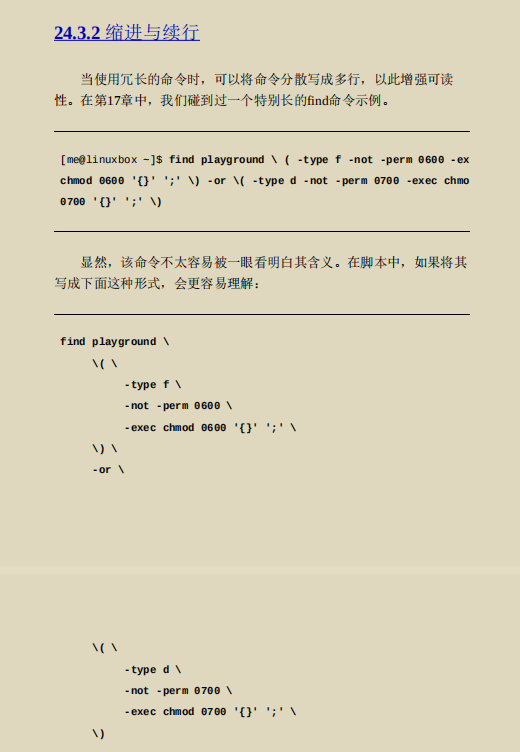 24.3.2 缩进与续行
当使用冗长的命令时，可以将命令分散写成多行，以此增强可读
性。在第17章中，我们碰到过一个特别长的find命令示例。
[me@linuxbox ~]$ find playground \ ( -type f -not -perm 0600 -ex
chmod 0600 '{}' ';' \) -or \( -type d -not -perm 0700 -exec chmo
0700 '{}' ';' \)
显然，该命令不太容易被一眼看明白其含义。在脚本中，如果将其
写成下面这种形式，会更容易理解：
find playground \
\( \
-type f \
-not -perm 0600 \
-exec chmod 0600 '{}' ';' \
\) \
-or \
\( \
-type d \
-not -perm 0700 \
-exec chmod 0700 '{}' ';' \
\)